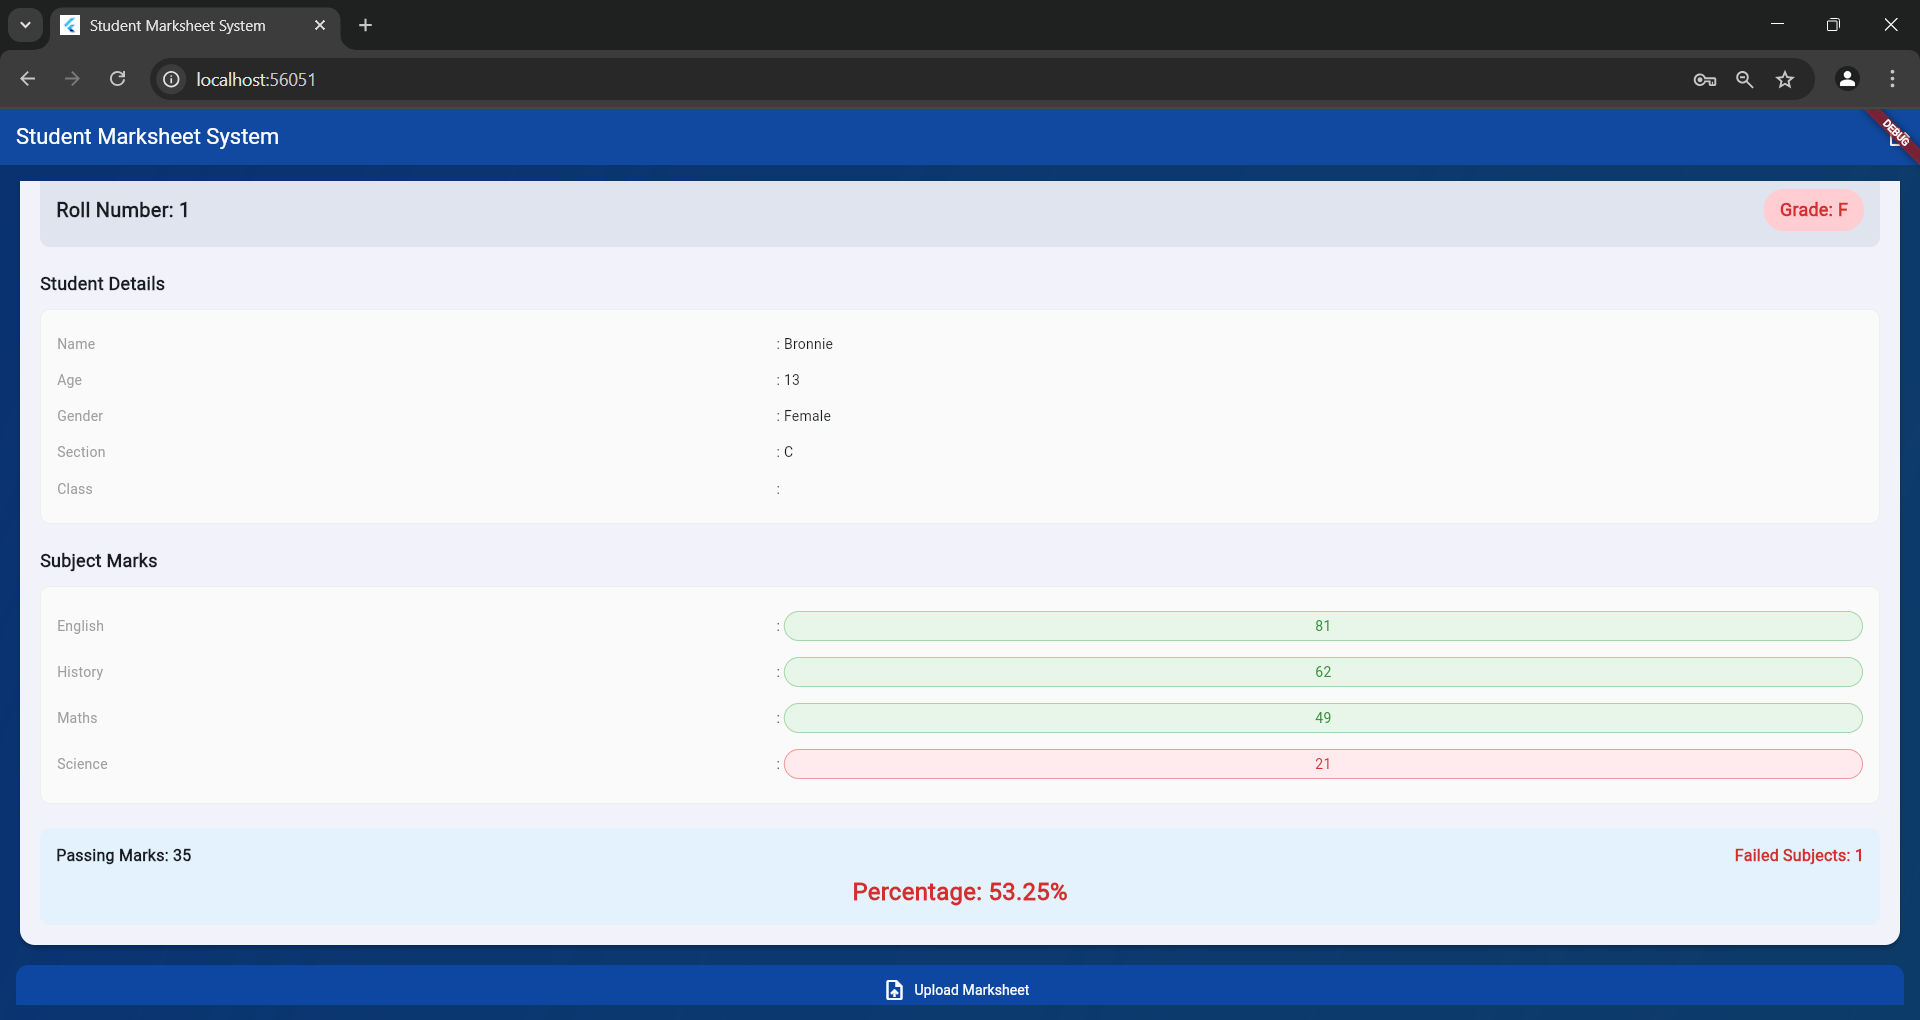 Student Marksheet System
localhost:56051
Student Marksheet System
DEBUG
Roll Number: 1 Grade: F
Student Details
Name : Bronnie
Age : 13
Gender : Female
Section : C
Class :
Subject Marks
English : 81
History : 62
Maths : 49
Science : 21
Passing Marks: 35 Failed Subjects: 1
Percentage: 53.25%
Upload Marksheet